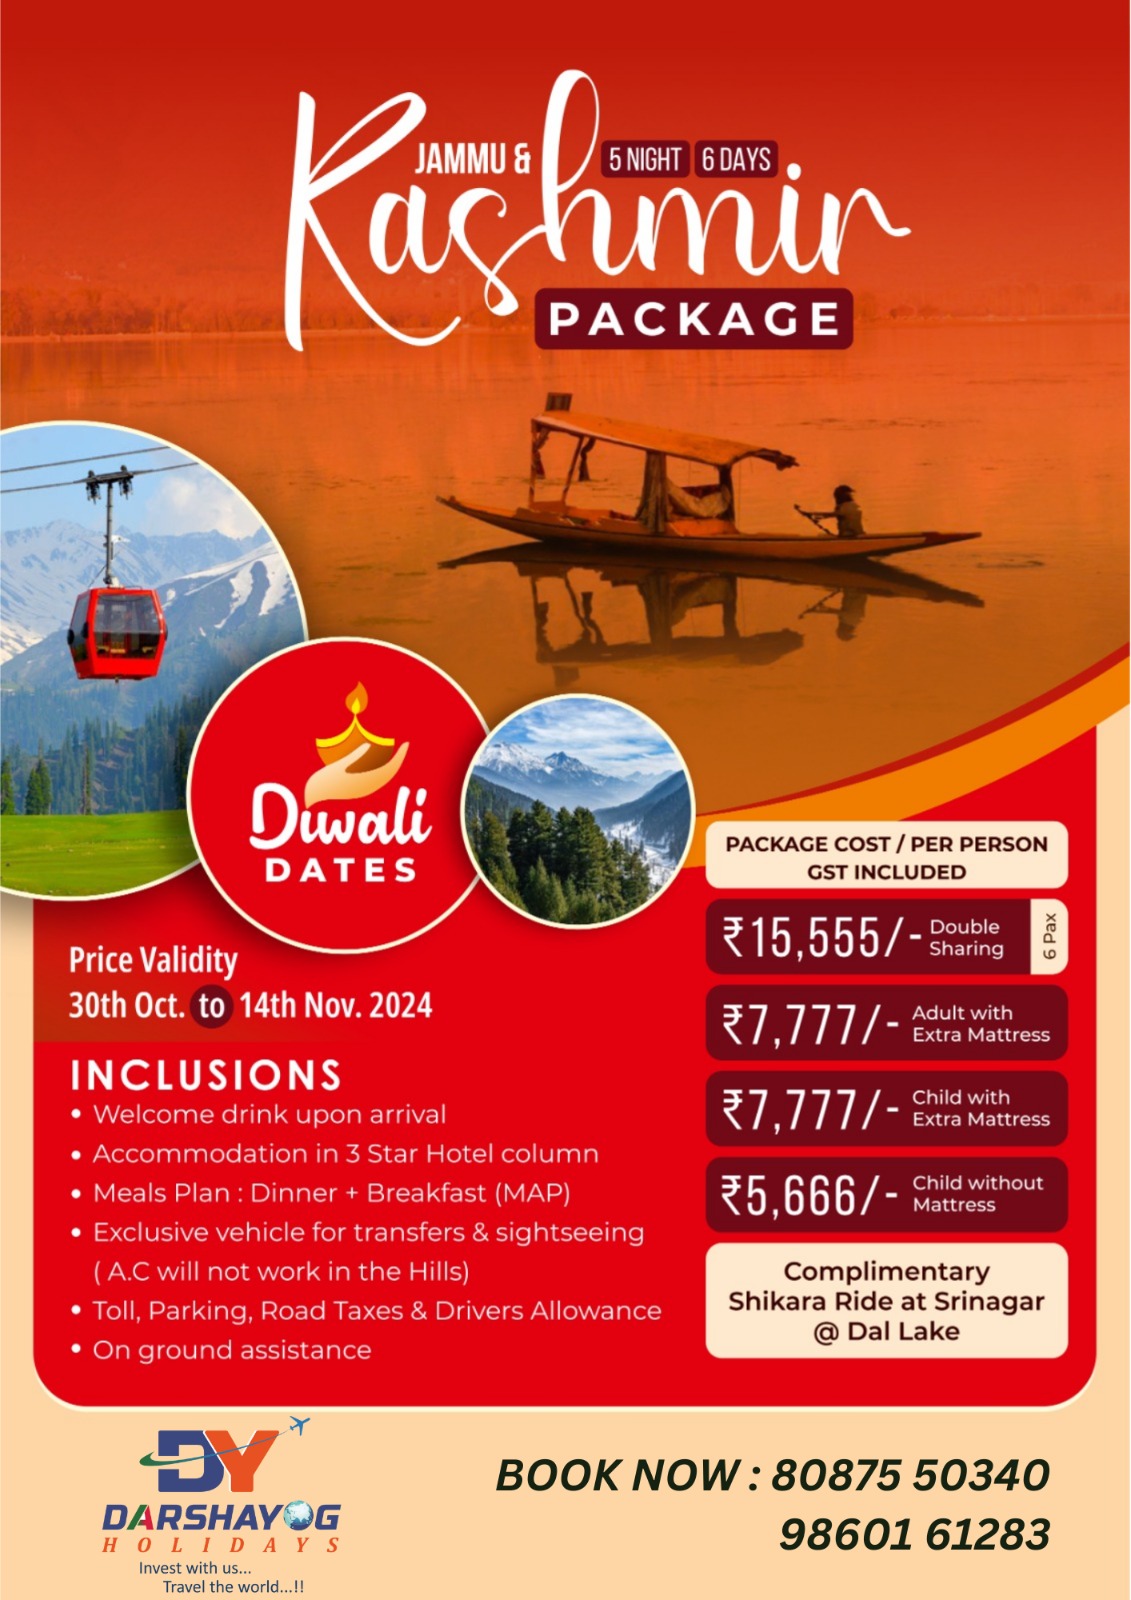 JAMMU &
5 NIGHT 6 DAYS
Kashmir
PACKAGE
Diwali
DATES
Price Validity
30th Oct. to 14th Nov. 2024
INCLUSIONS
• Welcome drink upon arrival
• Accommodation in 3 Star Hotel column
• Meals Plan : Dinner + Breakfast (MAP)
• Exclusive vehicle for transfers & sightseeing
( A.C will not work in the Hills)
• Toll, Parking, Road Taxes & Drivers Allowance
• On ground assistance
PACKAGE COST / PER PERSON
GST INCLUDED
₹15,555/- Double
Sharing
6 Pax
₹7,777/- Adult with
Extra Mattress
₹7,777/- Child with
Extra Mattress
₹5,666/- Child without
Mattress
Complimentary
Shikara Ride at Srinagar
@ Dal Lake
DY
DARSHAYOG
HOLIDAYS
Invest with us...
Travel the world...!!
BOOK NOW : 80875 50340
98601 61283